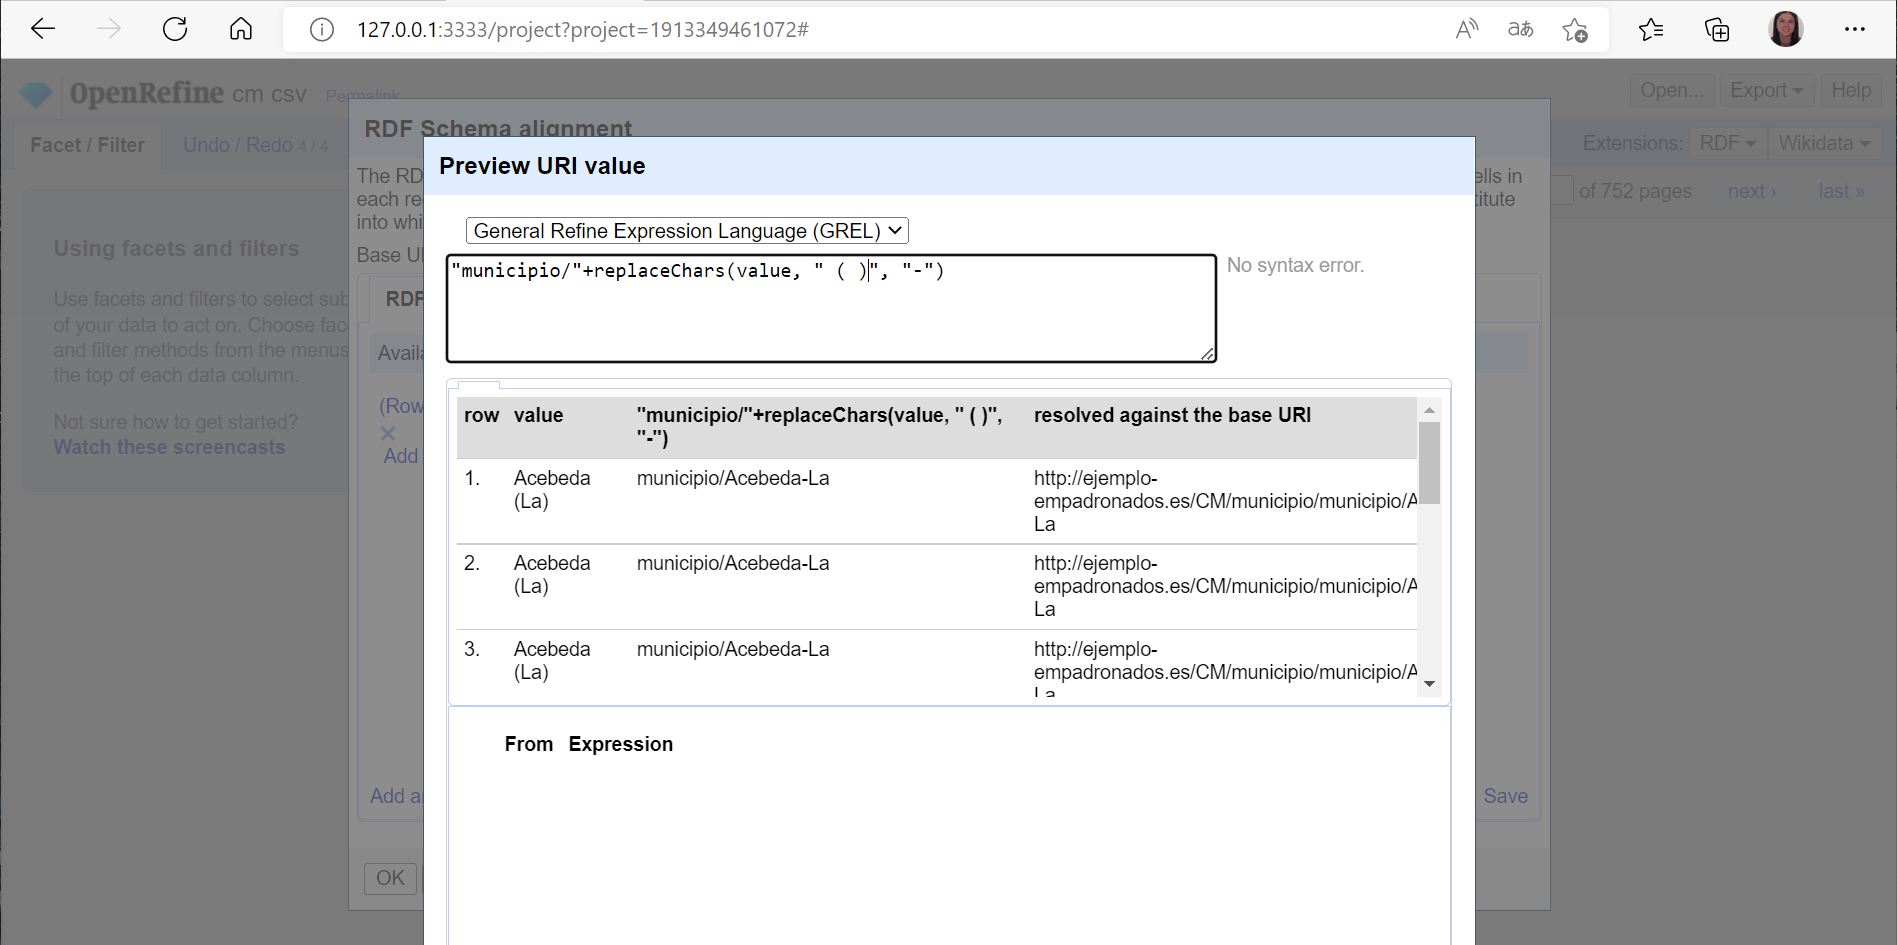 127.0.0.1:3333/project?project=1913349461072#
OpenRefine cm csv Permalink
Open... Export Help
Facet / Filter Undo / Redo 4 / 4
Extensions: RDF Wikidata
of 752 pages next › last »
Using facets and filters
Use facets and filters to select sub
of your data to act on. Choose fac
and filter methods from the menus
the top of each data column.
Not sure how to get started?
Watch these screencasts
RDF Schema alignment
The RD
ells in
each re
titute
into whi
Base U
RDF
Availa
(Row
Add
Add a
Save
OK
Preview URI value
General Refine Expression Language (GREL)
"municipio/"+replaceChars(value, " ( )", "-")
No syntax error.
row value "municipio/"+replaceChars(value, " ( )", "-") resolved against the base URI
1. Acebeda (La) municipio/Acebeda-La http://ejemplo-
empadronados.es/CM/municipio/municipio/A
La
2. Acebeda (La) municipio/Acebeda-La http://ejemplo-
empadronados.es/CM/municipio/municipio/A
La
3. Acebeda (La) municipio/Acebeda-La http://ejemplo-
empadronados.es/CM/municipio/municipio/A
La
From Expression